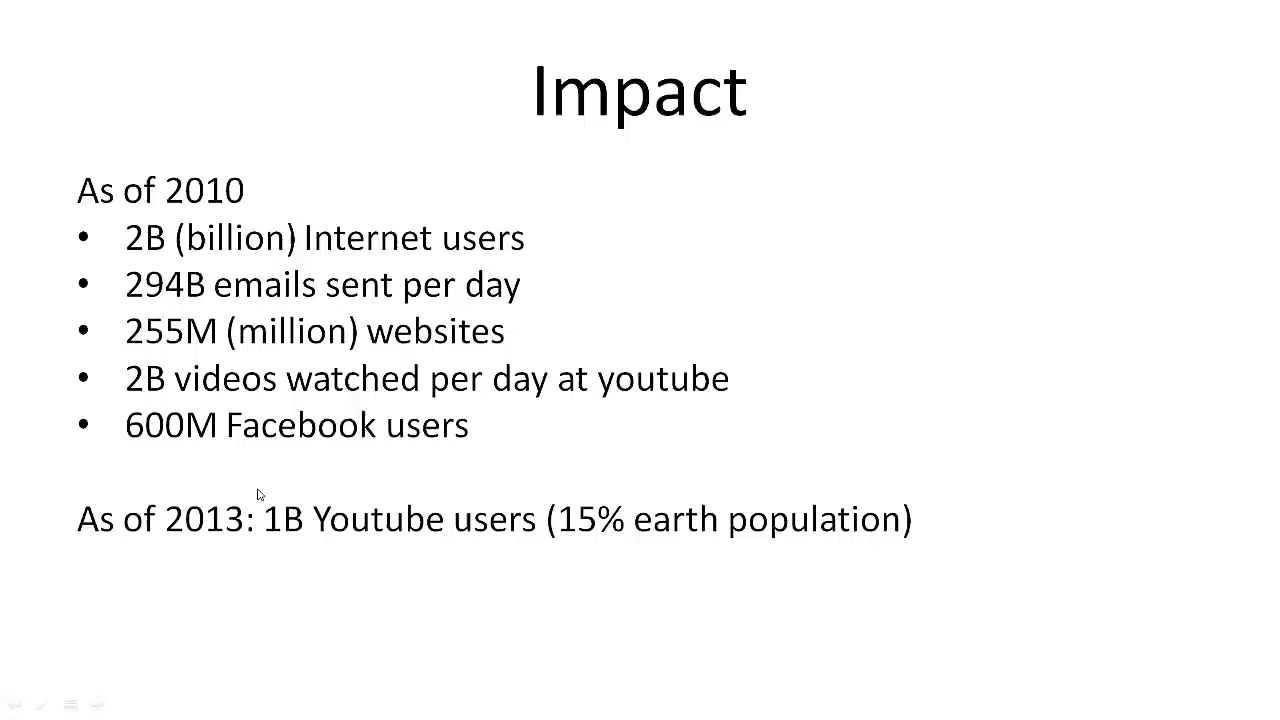 Impact
As of 2010
• 2B (billion) Internet users
• 294B emails sent per day
• 255M (million) websites
• 2B videos watched per day at youtube
• 600M Facebook users
As of 2013: 1B Youtube users (15% earth population)